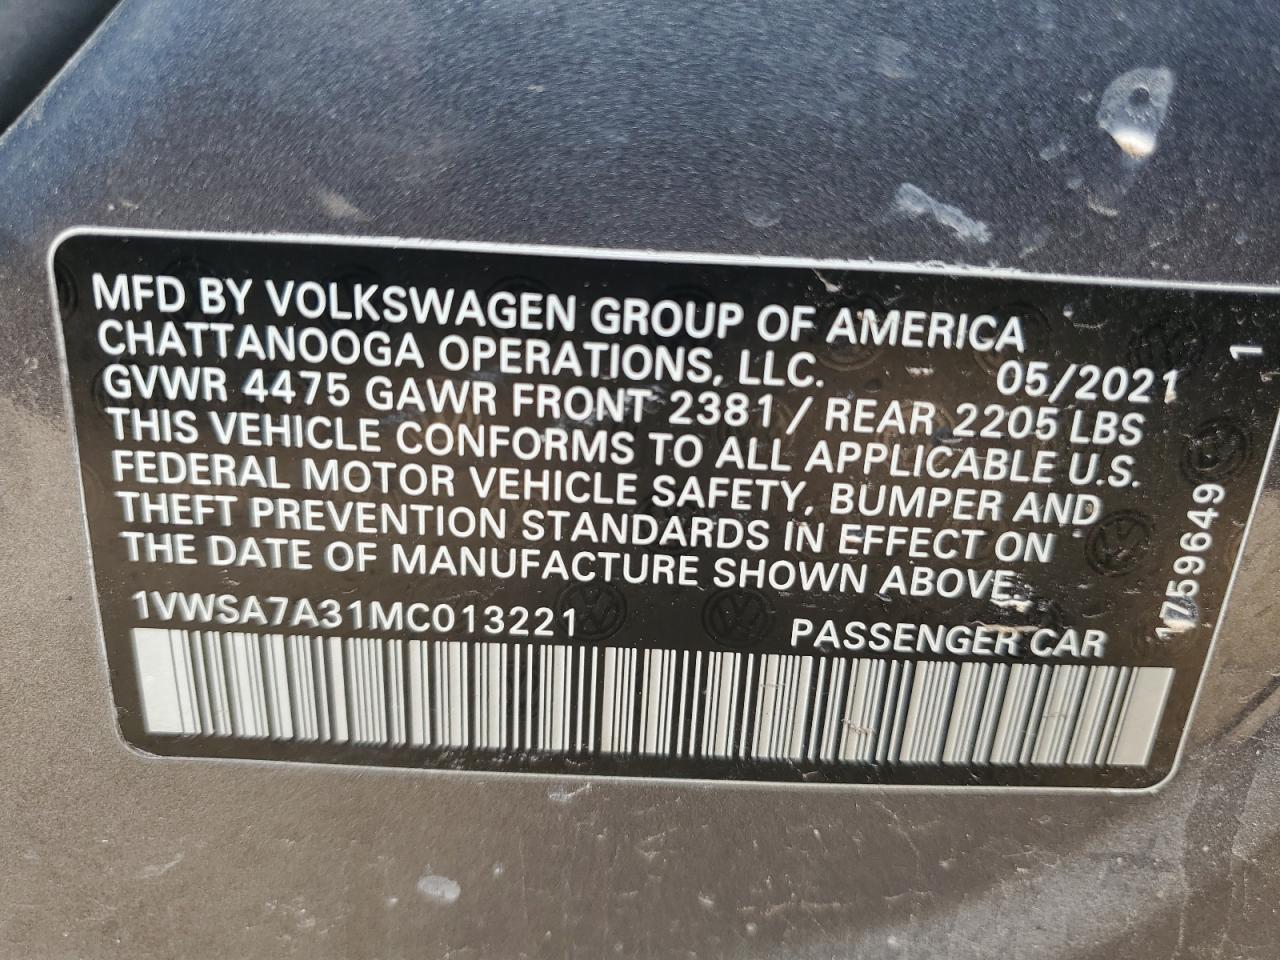 MFD BY VOLKSWAGEN GROUP OF AMERICA
CHATTANOOGA OPERATIONS, LLC. 05/2021
GVWR 4475 GAWR FRONT 2381 / REAR 2205 LBS
THIS VEHICLE CONFORMS TO ALL APPLICABLE U.S.
FEDERAL MOTOR VEHICLE SAFETY, BUMPER AND
THEFT PREVENTION STANDARDS IN EFFECT ON
THE DATE OF MANUFACTURE SHOWN ABOVE.
1VWSA7A31MC013221 PASSENGER CAR
1759649 1